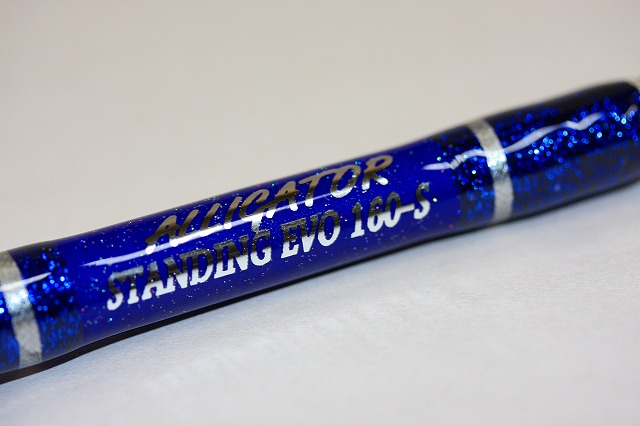 ALLIGATOR
STANDING EVO 160-S